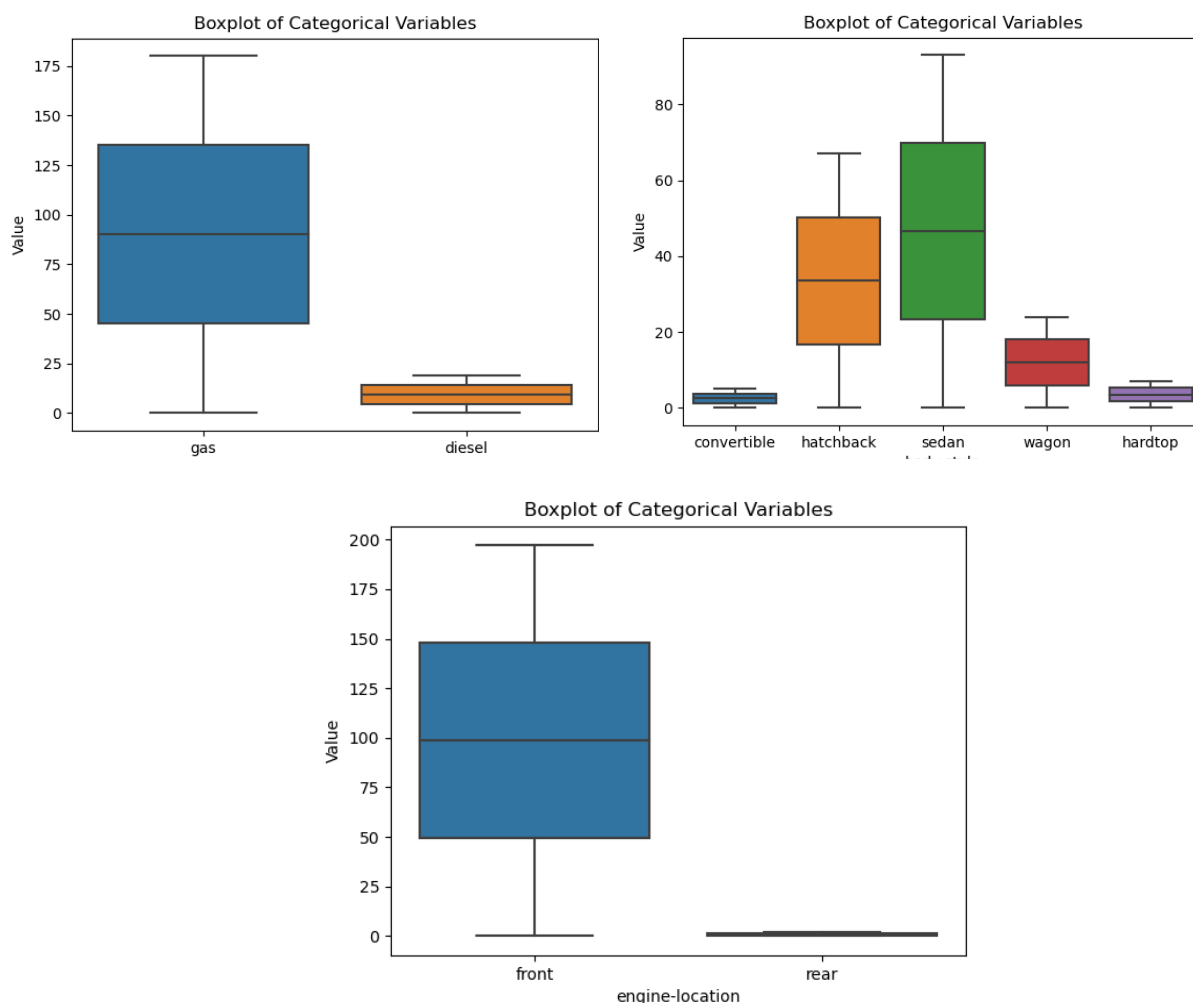 Boxplot of Categorical Variables
175
150
125
100
75
50
25
0
Value
gas diesel
Boxplot of Categorical Variables
80
60
40
20
0
Value
convertible hatchback sedan wagon hardtop
Boxplot of Categorical Variables
200
175
150
125
100
75
50
25
0
Value
front rear
engine-location